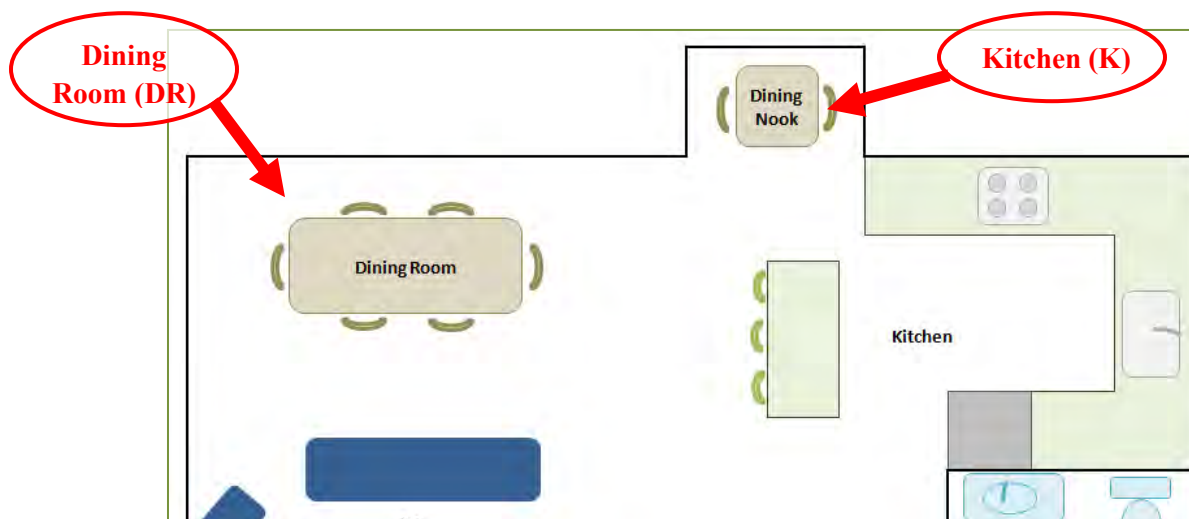 Dining
Room (DR)
Kitchen (K)
Dining
Nook
Dining Room
Kitchen